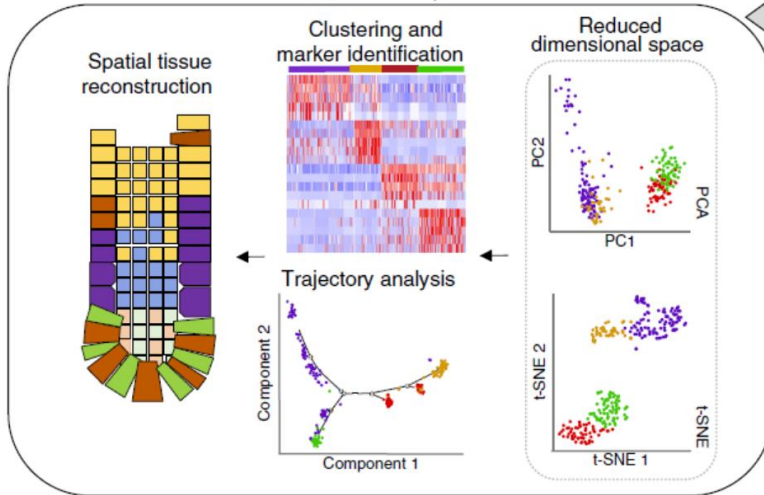 Spatial tissue
reconstruction
Clustering and
marker identification
Reduced
dimensional space
PC2
PC1
PCA
Trajectory analysis
Component 2
Component 1
t-SNE 2
t-SNE 1
t-SNE